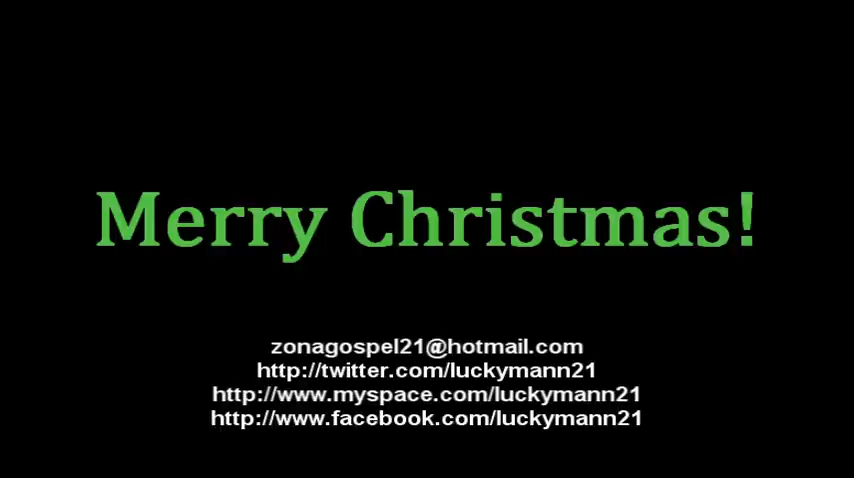 Merry Christmas!
zonagospel21@hotmail.com
http://twitter.com/luckymann21
http://www.myspace.com/luckymann21
http://www.facebook.com/luckymann21